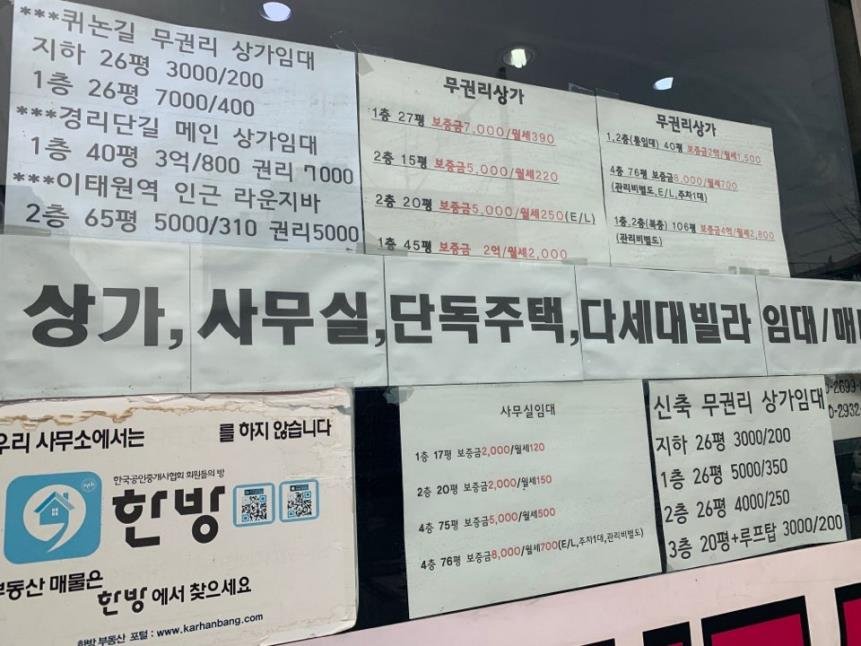 ***퀴논길 무권리 상가임대
지하 26평 3000/200
1층 26평 7000/400
***경리단길 메인 상가임대
1층 40평 3억/800 권리 7000
***이태원역 인근 라운지바
2층 65평 5000/310 권리5000
무권리상가
1층 27평 보증금7,000/월세390
2층 15평 보증금5,000/월세220
2층 20평 보증금5,000/월세250(E/L)
1층 45평 보증금 2억/월세2,000
무권리상가
1,2층(통임대) 40평 보증금2억/월세1,500
4층 76평 보증금8,000/월세700
(관리비별도,E/L,주차1대)
1층,2층(복층) 106평 보증금4억/월세2,800
(관리비별도)
상가, 사무실,단독주택,다세대빌라 임대/매
우리 사무소에서는 를 하지 않습니다
한국공인중개사협회 회원들의 방
한방
부동산 매물은
한방에서 찾으세요
한방 부동산 포털 : www.karhanbang.com
사무실임대
1층 17평 보증금2,000/월세120
2층 20평 보증금2,000/월세150
4층 75평 보증금5,000/월세500
4층 76평 보증금8,000/월세700(E/L,주차1대,관리비별도)
신축 무권리 상가임대
지하 26평 3000/200
1층 26평 5000/350
2층 26평 4000/250
3층 20평+루프탑 3000/200
-2699
-2932